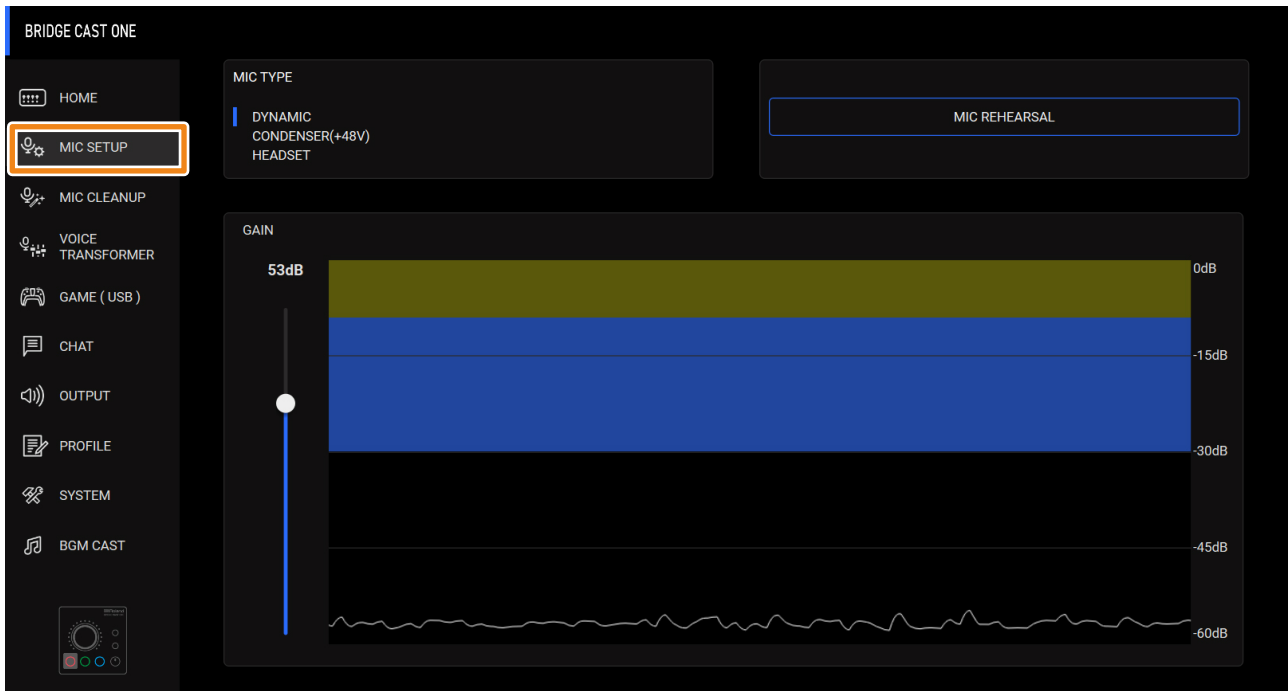 BRIDGE CAST ONE
HOME
MIC SETUP
MIC CLEANUP
VOICE
TRANSFORMER
GAME ( USB )
CHAT
OUTPUT
PROFILE
SYSTEM
BGM CAST
MIC TYPE
DYNAMIC
CONDENSER(+48V)
HEADSET
MIC REHEARSAL
GAIN
53dB
0dB
-15dB
-30dB
-45dB
-60dB